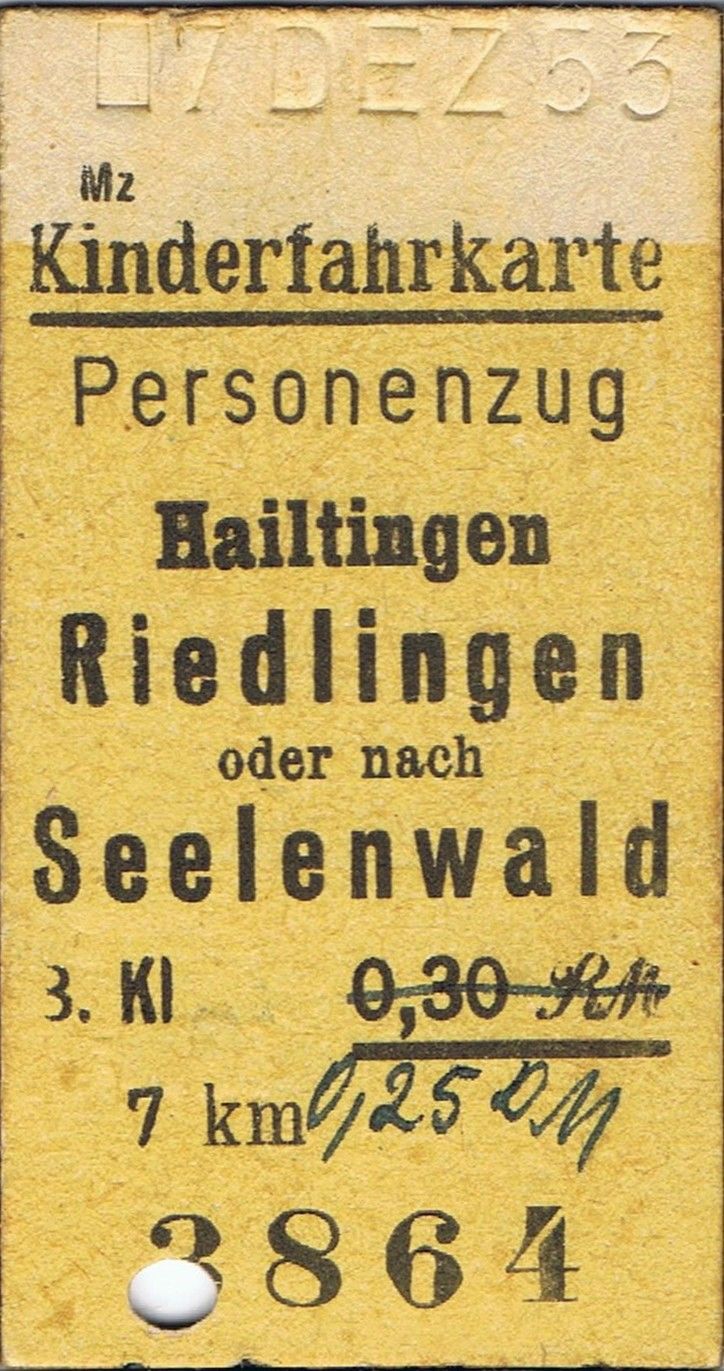 7 DEZ 53
Mz
Kinderfahrkarte
Personenzug
Hailtingen
Riedlingen
oder nach
Seelenwald
3. Kl 0,30 RM
7 km 0,25 DM
3864